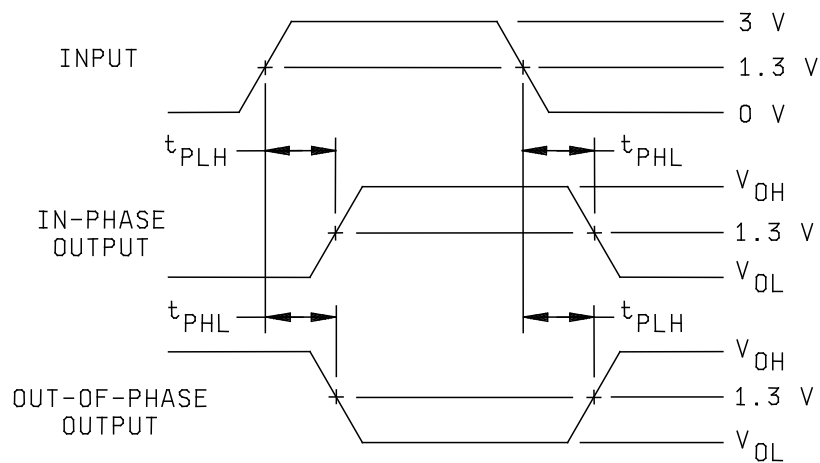 3 V
INPUT
1.3 V
0 V
tPLH
tPHL
VOH
IN-PHASE
OUTPUT
1.3 V
VOL
tPHL
tPLH
VOH
OUT-OF-PHASE
OUTPUT
1.3 V
VOL